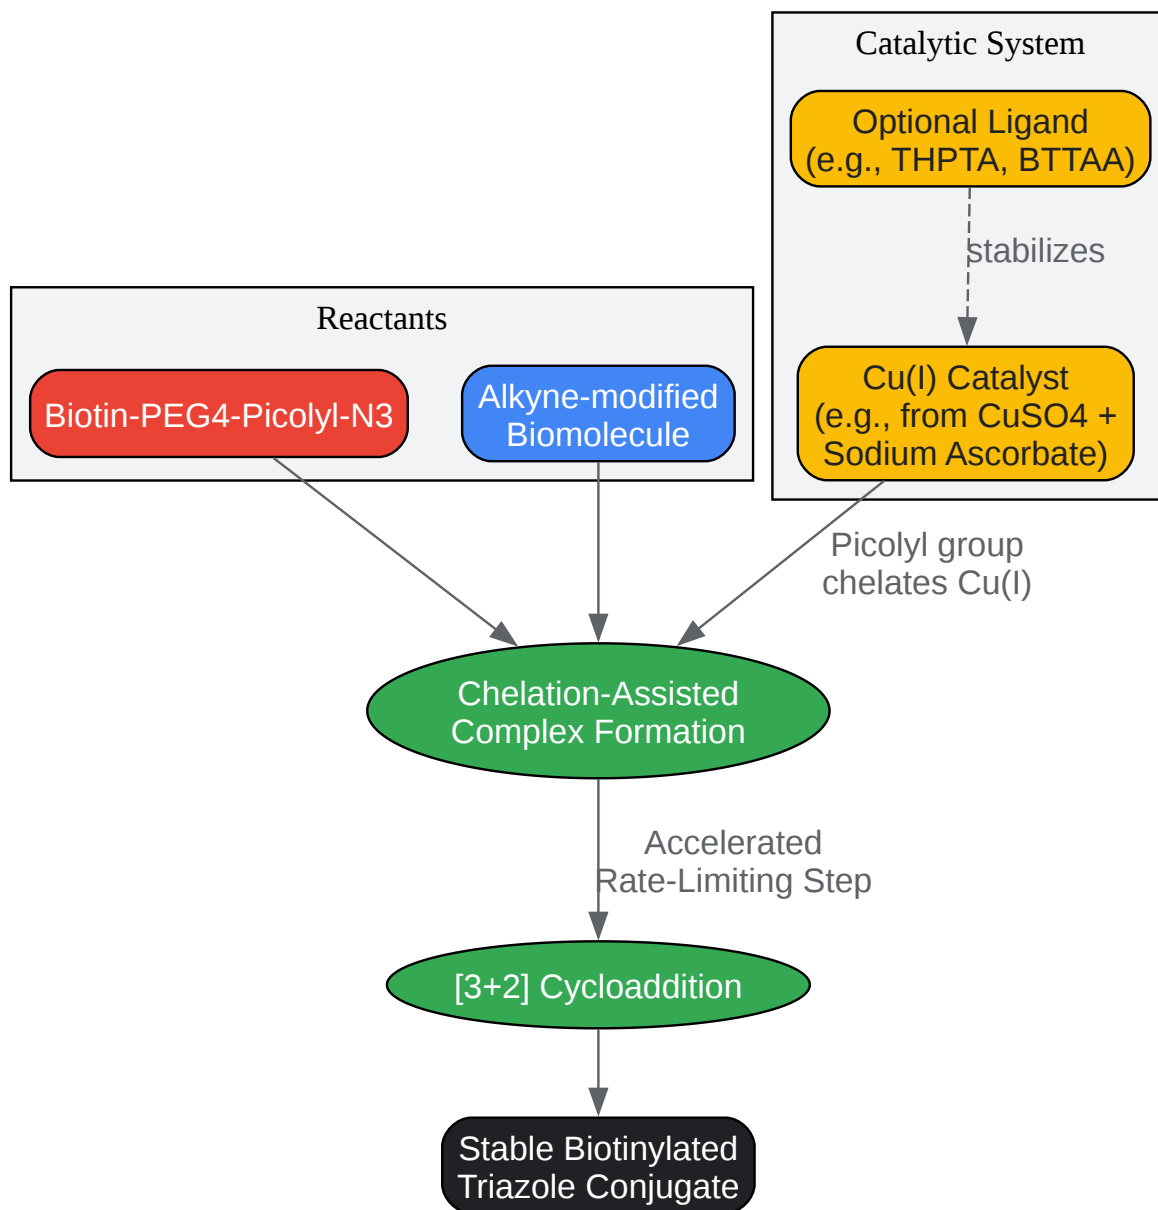 Catalytic System
Optional Ligand
(e.g., THPTA, BTTAA)
stabilizes
Reactants
Biotin-PEG4-Picolyl-N3
Alkyne-modified
Biomolecule
Cu(I) Catalyst
(e.g., from CuSO4 +
Sodium Ascorbate)
Picolyl group
chelates Cu(I)
Chelation-Assisted
Complex Formation
Accelerated
Rate-Limiting Step
[3+2] Cycloaddition
Stable Biotinylated
Triazole Conjugate